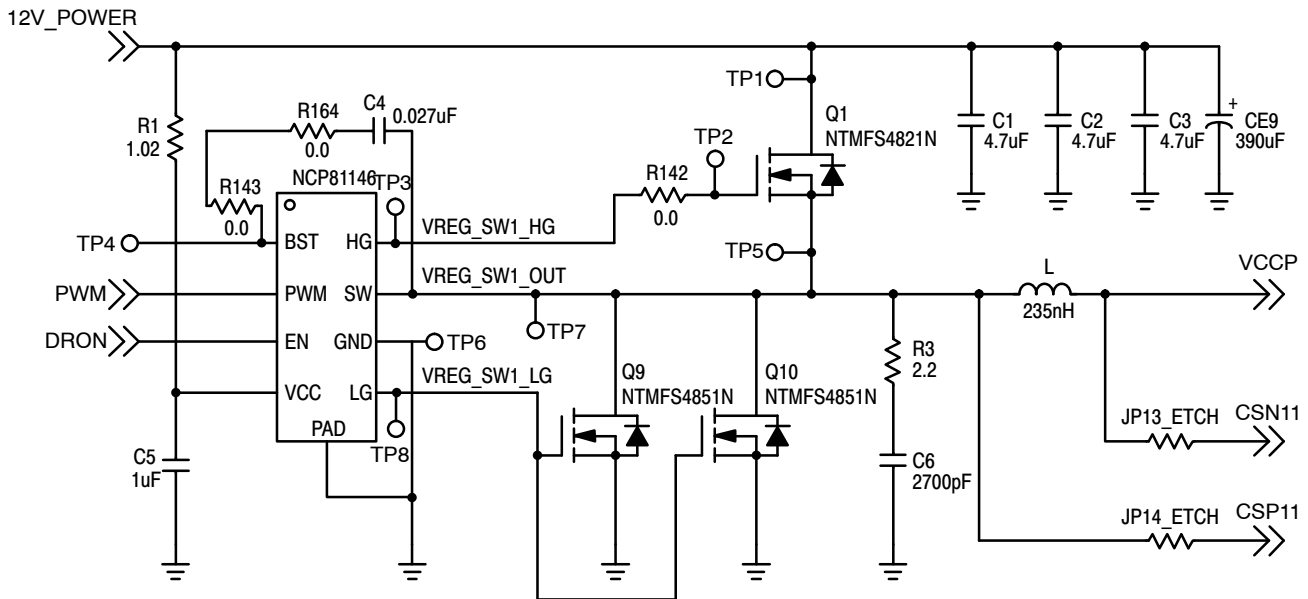 12V_POWER
TP1
R164
0.0
C4
0.027uF
R1
1.02
Q1
NTMFS4821N
C1
4.7uF
C2
4.7uF
C3
4.7uF
+
CE9
390uF
R143
0.0
NCP81146
TP3
TP2
R142
0.0
TP4
BST
HG
VREG_SW1_HG
TP5
PWM
PWM
SW
VREG_SW1_OUT
L
235nH
VCCP
TP7
DRON
EN
GND
TP6
VCC
LG
VREG_SW1_LG
PAD
TP8
Q9
NTMFS4851N
Q10
NTMFS4851N
R3
2.2
C5
1uF
C6
2700pF
JP13_ETCH
CSN11
JP14_ETCH
CSP11